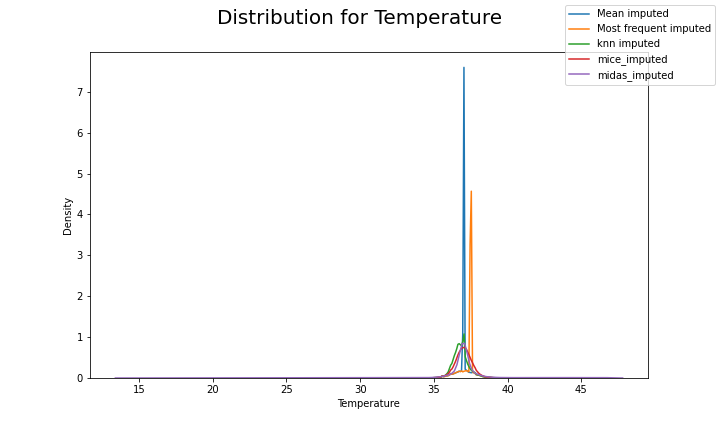 Distribution for Temperature
Mean imputed
Most frequent imputed
knn imputed
mice_imputed
midas_imputed
7
6
5
4
3
2
1
0
Density
15 20 25 30 35 40 45
Temperature